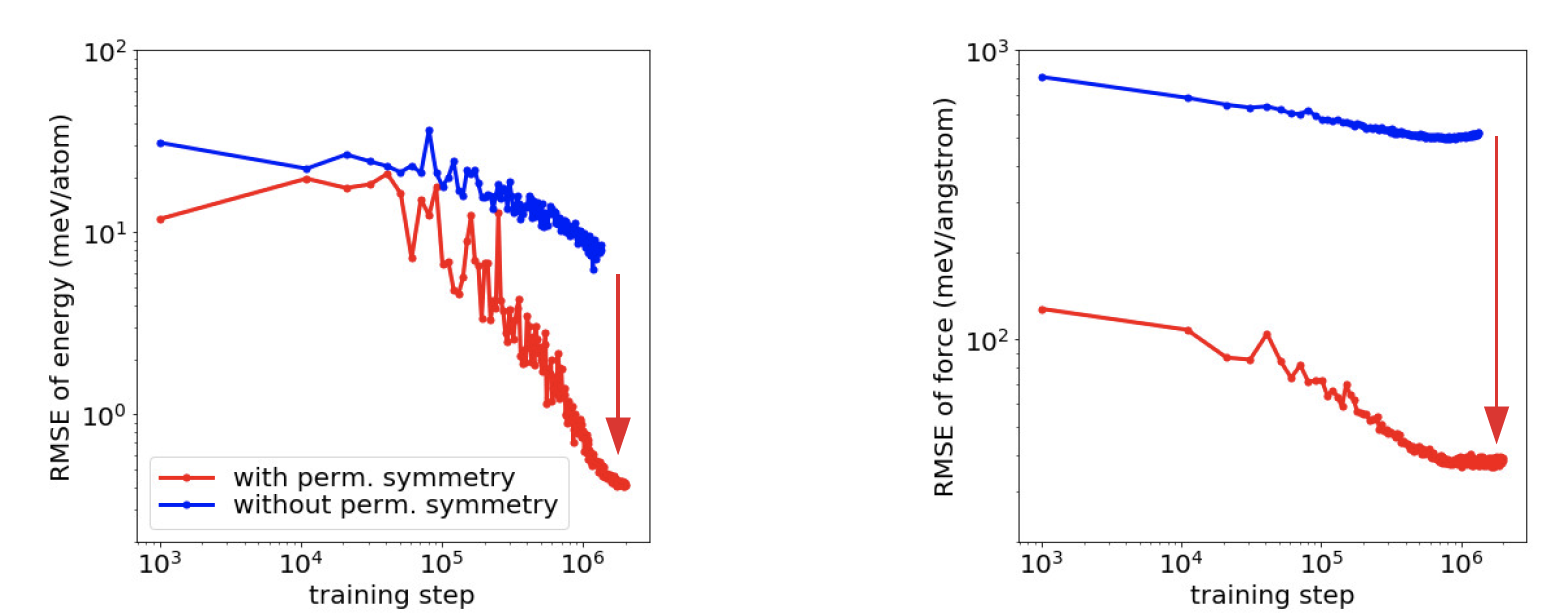 10²
10¹
10⁰
RMSE of energy (meV/atom)
with perm. symmetry
without perm. symmetry
10³ 10⁴ 10⁵ 10⁶
training step
10³
10²
RMSE of force (meV/angstrom)
10³ 10⁴ 10⁵ 10⁶
training step